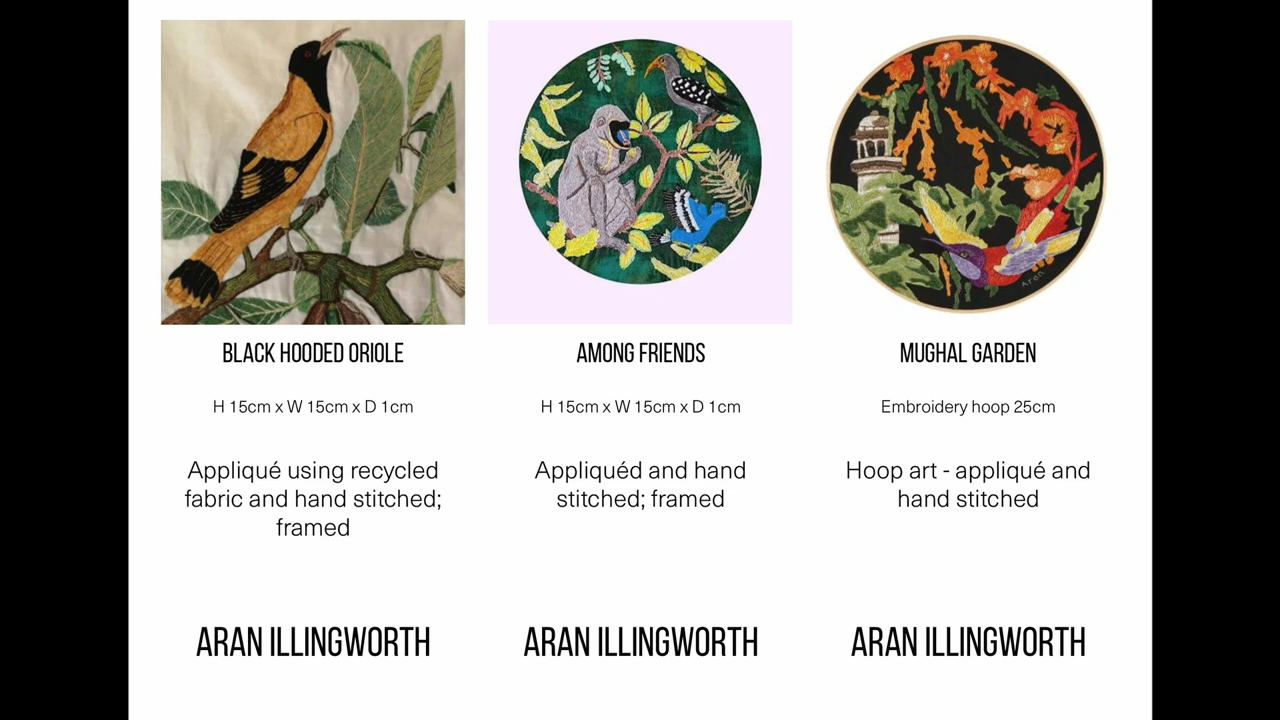 BLACK HOODED ORIOLE
H 15cm x W 15cm x D 1cm
Appliqué using recycled
fabric and hand stitched;
framed
ARAN ILLINGWORTH
AMONG FRIENDS
H 15cm x W 15cm x D 1cm
Appliquéd and hand
stitched; framed
ARAN ILLINGWORTH
Aran
MUGHAL GARDEN
Embroidery hoop 25cm
Hoop art - appliqué and
hand stitched
ARAN ILLINGWORTH